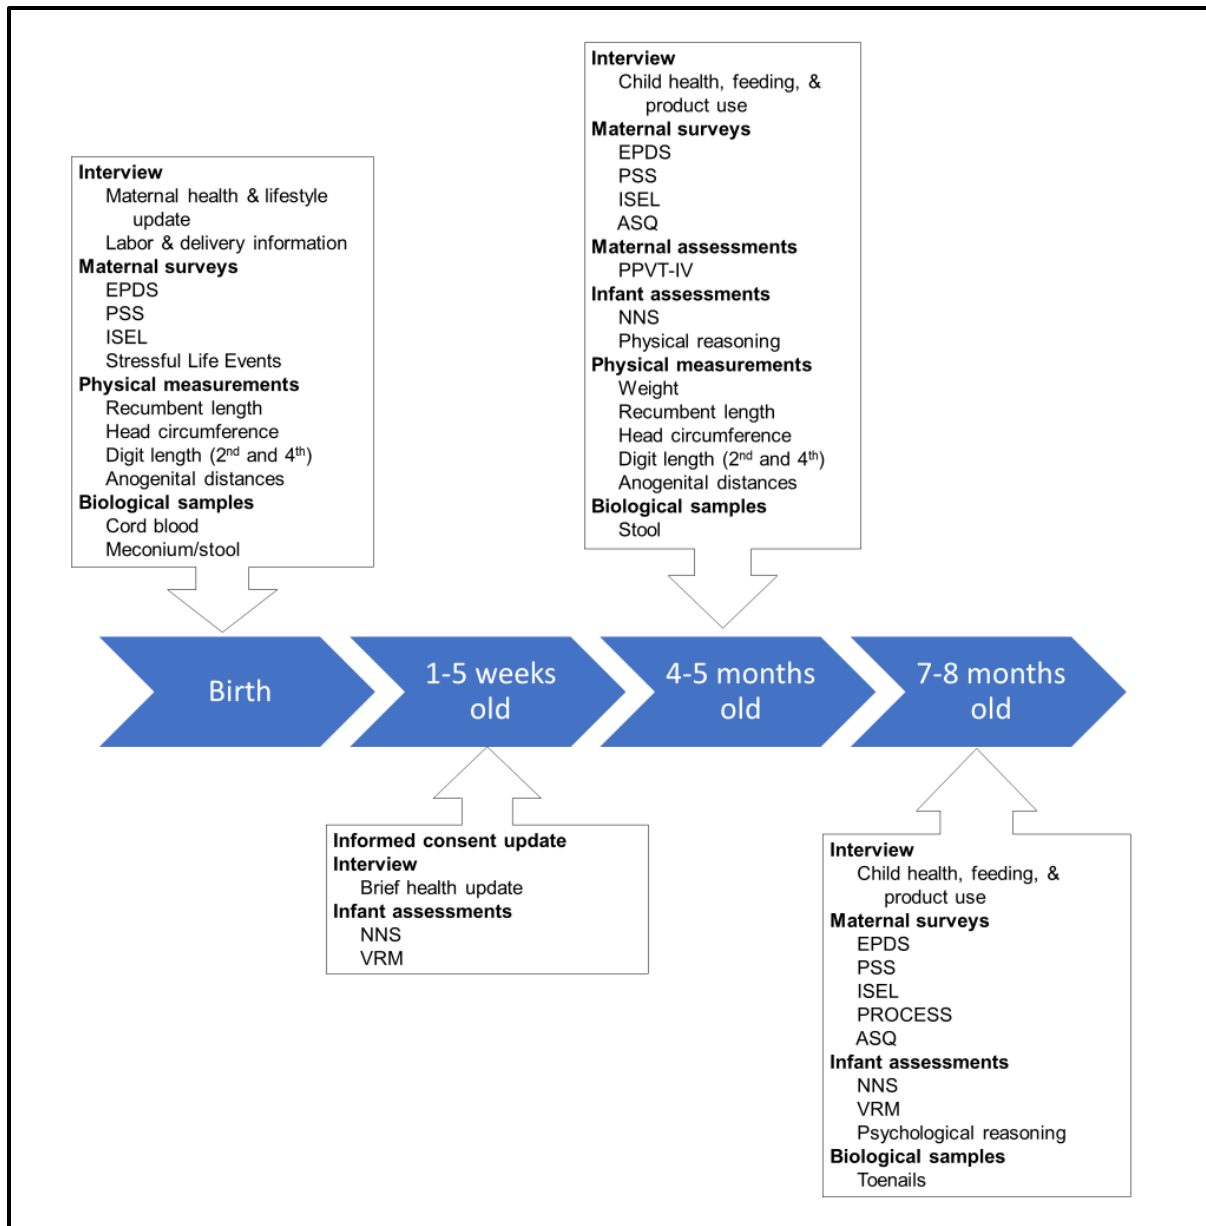 Interview
Maternal health & lifestyle
update
Labor & delivery information
Maternal surveys
EPDS
PSS
ISEL
Stressful Life Events
Physical measurements
Recumbent length
Head circumference
Digit length (2nd and 4th)
Anogenital distances
Biological samples
Cord blood
Meconium/stool
Interview
Child health, feeding, &
product use
Maternal surveys
EPDS
PSS
ISEL
ASQ
Maternal assessments
PPVT-IV
Infant assessments
NNS
Physical reasoning
Physical measurements
Weight
Recumbent length
Head circumference
Digit length (2nd and 4th)
Anogenital distances
Biological samples
Stool
Birth
1-5 weeks
old
4-5 months
old
7-8 months
old
Informed consent update
Interview
Brief health update
Infant assessments
NNS
VRM
Interview
Child health, feeding, &
product use
Maternal surveys
EPDS
PSS
ISEL
PROCESS
ASQ
Infant assessments
NNS
VRM
Psychological reasoning
Biological samples
Toenails